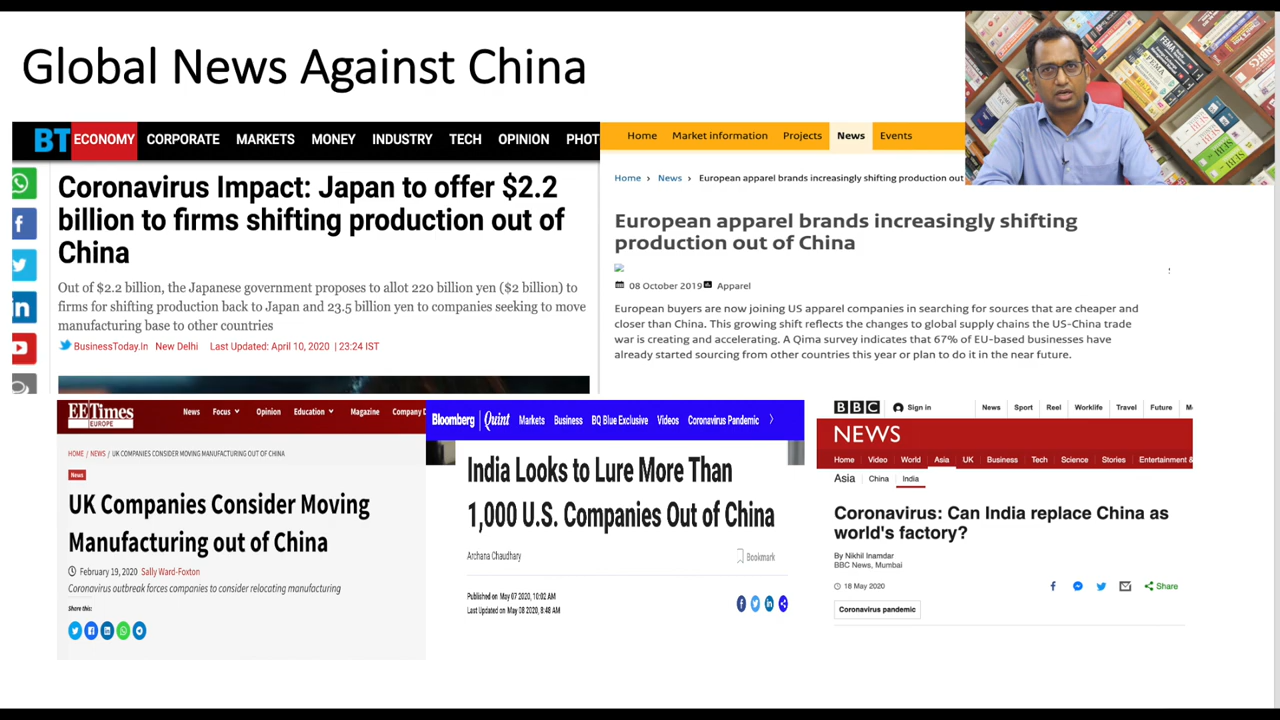 Global News Against China
BT ECONOMY CORPORATE MARKETS MONEY INDUSTRY TECH OPINION PHOT
Coronavirus Impact: Japan to offer $2.2
billion to firms shifting production out of
China
Out of $2.2 billion, the Japanese government proposes to allot 220 billion yen ($2 billion) to
firms for shifting production back to Japan and 23.5 billion yen to companies seeking to move
manufacturing base to other countries
BusinessToday.In New Delhi Last Updated: April 10, 2020 | 23:24 IST
Home Market information Projects News Events
Home › News › European apparel brands increasingly shifting production out
European apparel brands increasingly shifting
production out of China
08 October 2019 Apparel
European buyers are now joining US apparel companies in searching for sources that are cheaper and
closer than China. This growing shift reflects the changes to global supply chains the US-China trade
war is creating and accelerating. A Qima survey indicates that 67% of EU-based businesses have
already started sourcing from other countries this year or plan to do it in the near future.
EETimes
EUROPE
News Focus Opinion Education Magazine Company D
HOME / NEWS / UK COMPANIES CONSIDER MOVING MANUFACTURING OUT OF CHINA
News
UK Companies Consider Moving
Manufacturing out of China
February 19, 2020 Sally Ward-Foxton
Coronavirus outbreak forces companies to consider relocating manufacturing
Share this:
Bloomberg | Quint Markets Business BQ Blue Exclusive Videos Coronavirus Pandemic
India Looks to Lure More Than
1,000 U.S. Companies Out of China
Archana Chaudhary Bookmark
Published on May 07 2020, 10:02 AM
Last Updated on May 08 2020, 8:48 AM
BBC Sign in News Sport Reel Worklife Travel Future M
NEWS
Home Video World Asia UK Business Tech Science Stories Entertainment &
Asia China India
Coronavirus: Can India replace China as
world's factory?
By Nikhil Inamdar
BBC News, Mumbai
18 May 2020 Share
Coronavirus pandemic